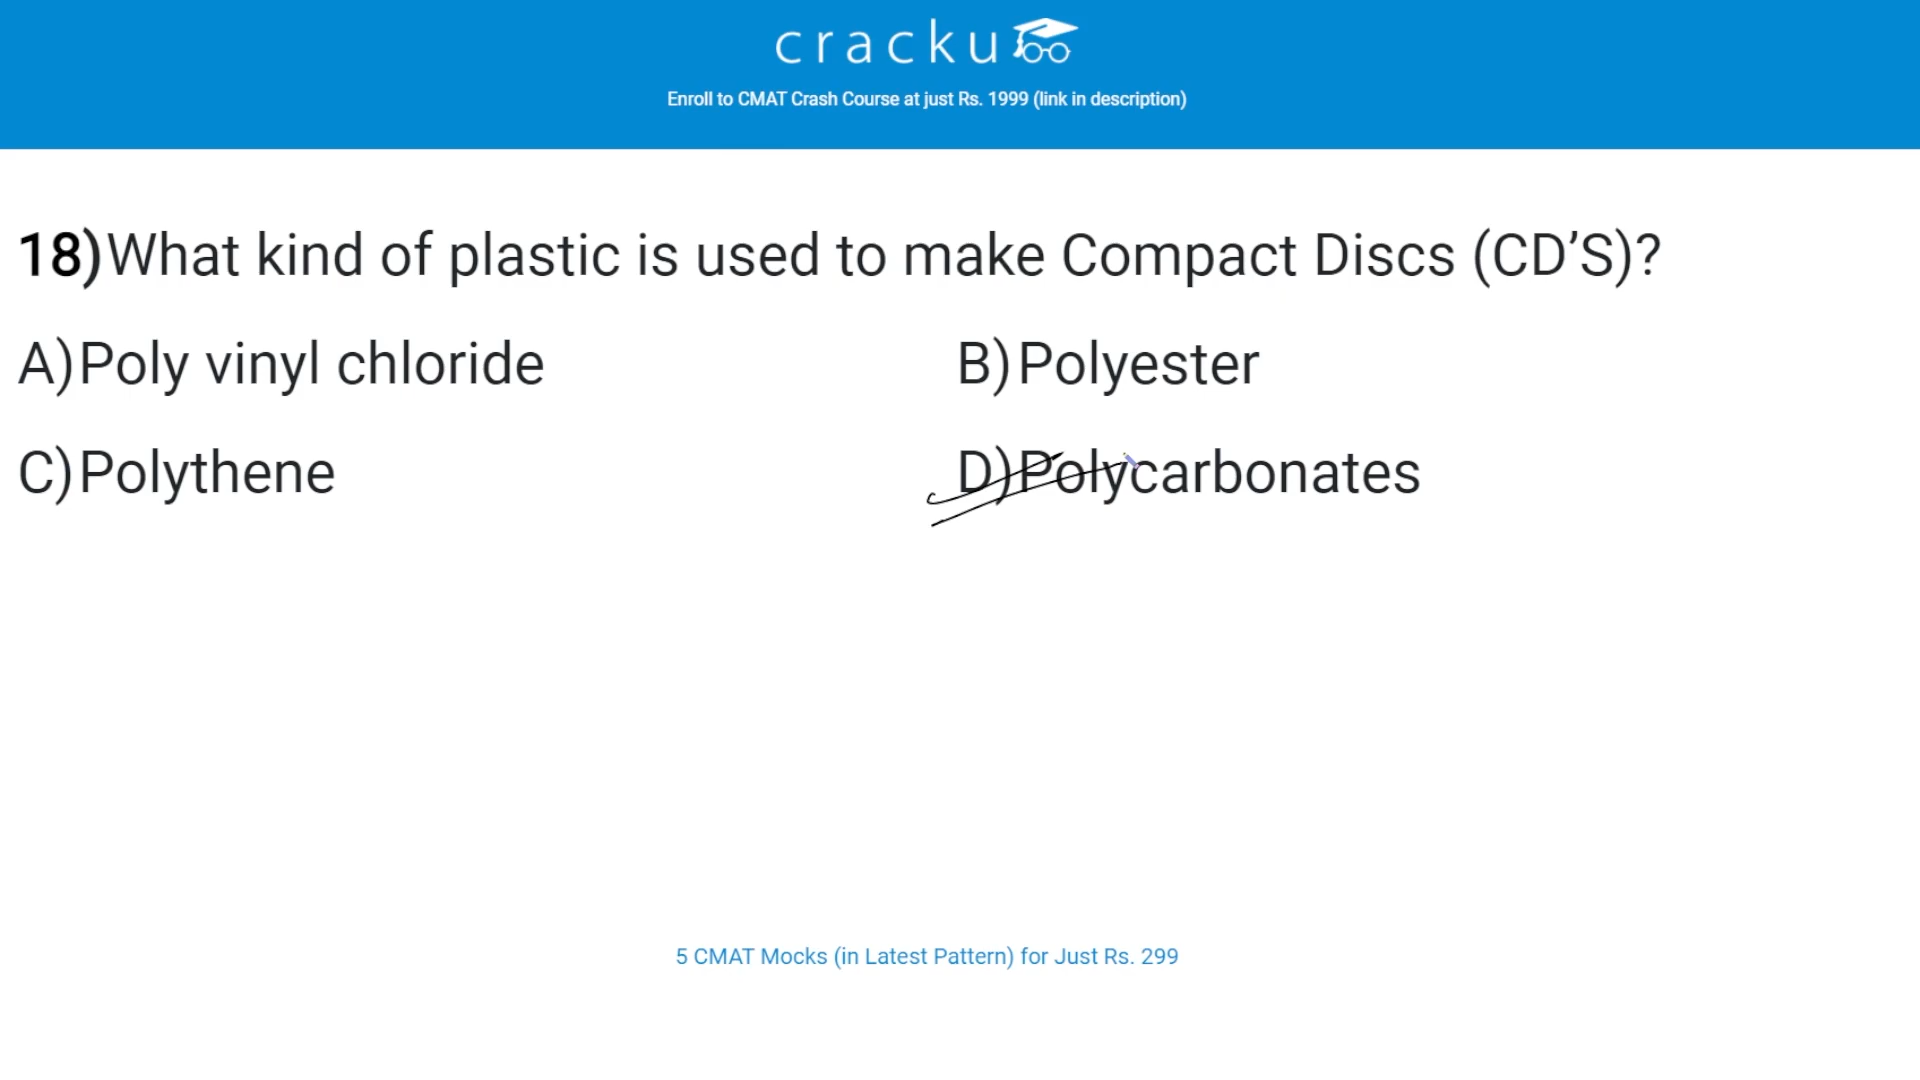 cracku
Enroll to CMAT Crash Course at just Rs. 1999 (link in description)
18)What kind of plastic is used to make Compact Discs (CD’S)?
A)Poly vinyl chloride
B)Polyester
C)Polythene
D)Polycarbonates
5 CMAT Mocks (in Latest Pattern) for Just Rs. 299